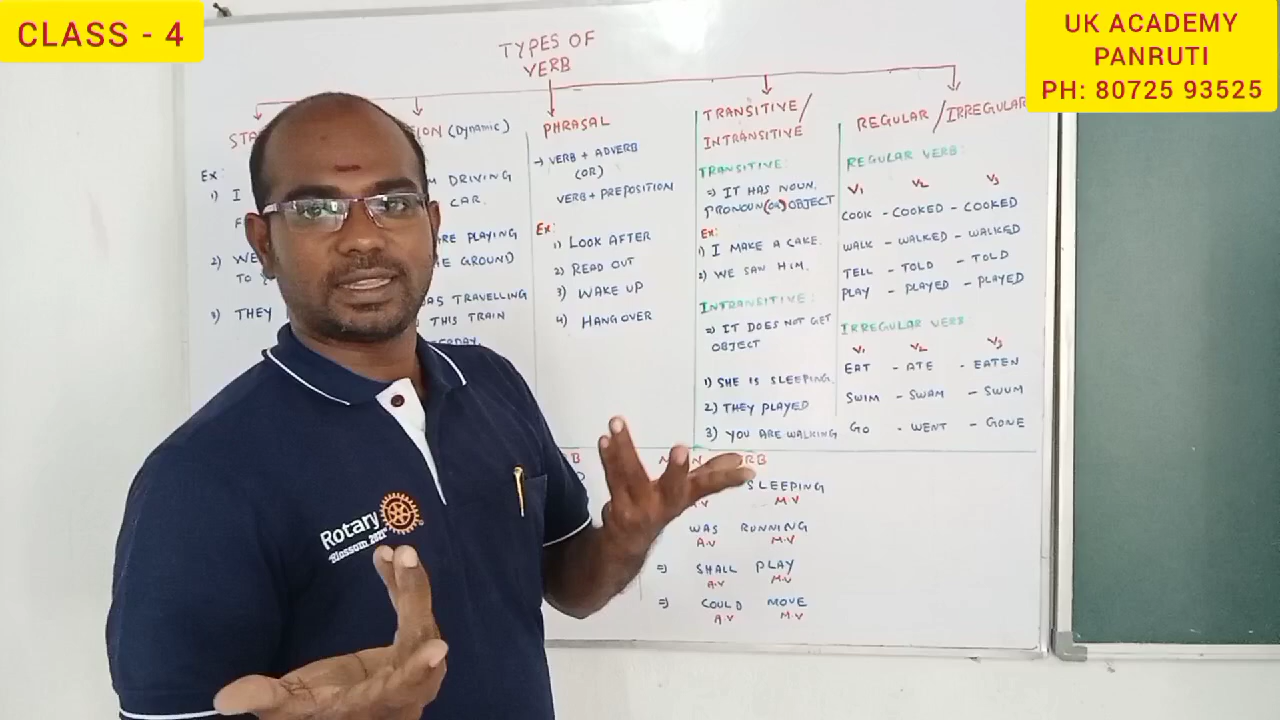 CLASS - 4
UK ACADEMY
PANRUTI
PH: 80725 93525
TYPES OF
VERB
(DYNAMIC)
Ex:
1) I
DRIVING
CAR.
PLAYING
2) WE
GROUND
TO
TRAVELLING
3) THEY
THIS TRAIN
PHRASAL
→ VERB + ADVERB
(OR)
VERB + PREPOSITION
Ex:
1) LOOK AFTER
2) READ OUT
3) WAKE UP
4) HANG OVER
TRANSITIVE /
INTRANSITIVE
TRANSITIVE:
⇒ IT HAS NOUN,
PRONOUN (OR) OBJECT
Ex:
1) I MAKE A CAKE.
2) WE SAW HIM.
INTRANSITIVE:
⇒ IT DOES NOT GET
OBJECT
1) SHE IS SLEEPING.
2) THEY PLAYED
3) YOU ARE WALKING
REGULAR / IRREGULAR
REGULAR VERB:
V1 V2 V3
COOK - COOKED - COOKED
WALK - WALKED - WALKED
TELL - TOLD - TOLD
PLAY - PLAYED - PLAYED
IRREGULAR VERB
V1 V2 V3
EAT - ATE - EATEN
SWIM - SWAM - SWUM
GO - WENT - GONE
SLEEPING
M.V
WAS RUNNING
A.V M.V
⇒ SHALL PLAY
A.V M.V
⇒ COULD MOVE
A.V M.V
Rotary
Blossom 2021